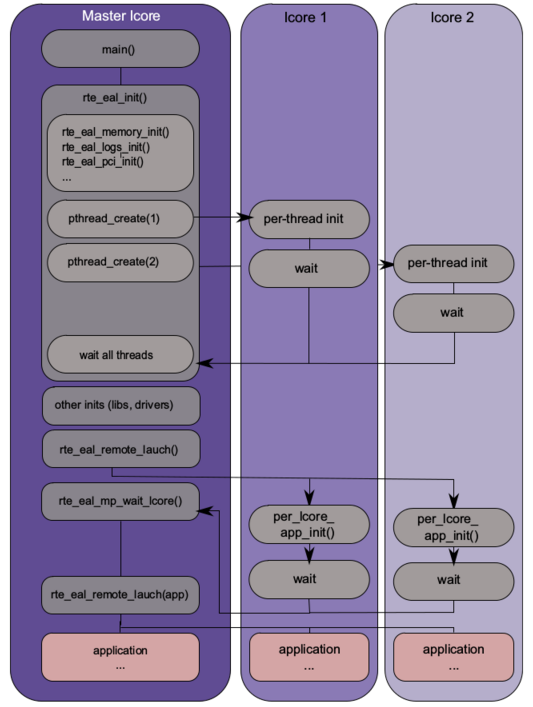 Master lcore
lcore 1
lcore 2
main()
rte_eal_init()
rte_eal_memory_init()
rte_eal_logs_init()
rte_eal_pci_init()
...
pthread_create(1)
per-thread init
pthread_create(2)
wait
per-thread init
wait
wait all threads
other inits (libs, drivers)
rte_eal_remote_lauch()
rte_eal_mp_wait_lcore()
per_lcore_
app_init()
per_lcore_
app_init()
wait
wait
rte_eal_remote_lauch(app)
application
...
application
...
application
...